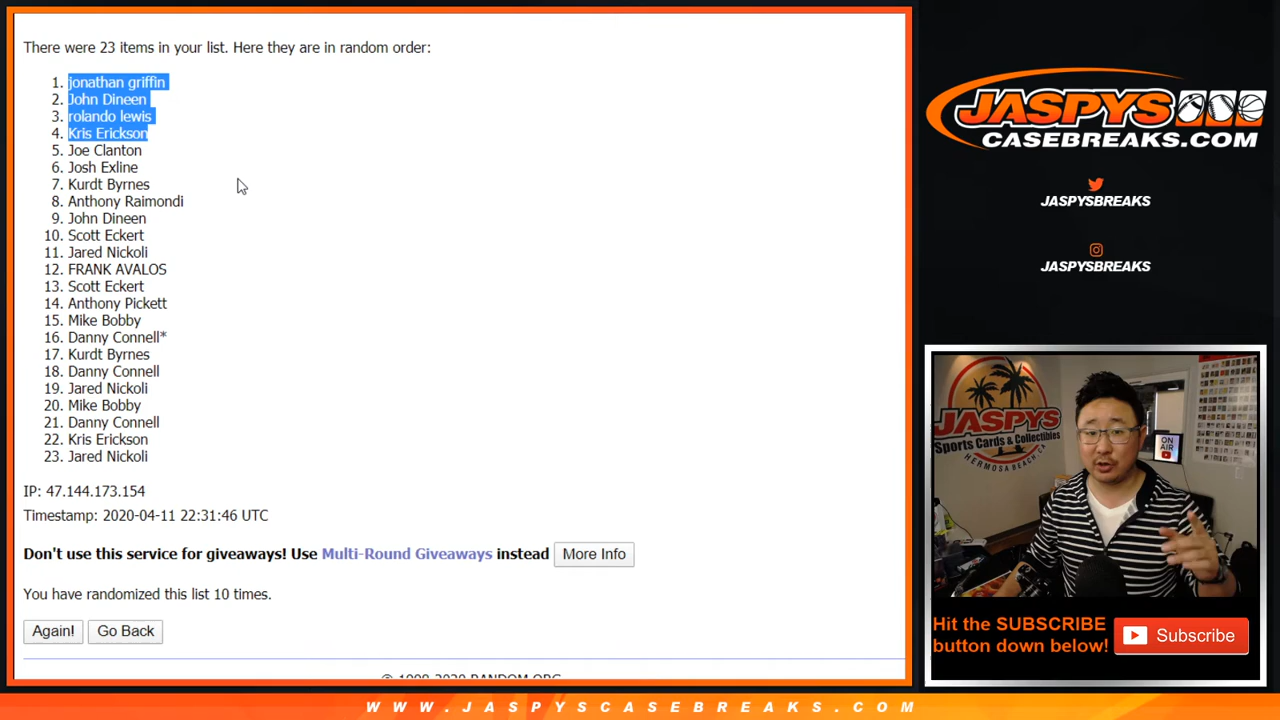 There were 23 items in your list. Here they are in random order:
1. jonathan griffin
2. John Dineen
3. rolando lewis
4. Kris Erickson
5. Joe Clanton
6. Josh Exline
7. Kurdt Byrnes
8. Anthony Raimondi
9. John Dineen
10. Scott Eckert
11. Jared Nickoli
12. FRANK AVALOS
13. Scott Eckert
14. Anthony Pickett
15. Mike Bobby
16. Danny Connell*
17. Kurdt Byrnes
18. Danny Connell
19. Jared Nickoli
20. Mike Bobby
21. Danny Connell
22. Kris Erickson
23. Jared Nickoli
IP: 47.144.173.154
Timestamp: 2020-04-11 22:31:46 UTC
Don't use this service for giveaways! Use Multi-Round Giveaways instead More Info
You have randomized this list 10 times.
Again! Go Back
JASPYS
CASEBREAKS.COM
JASPYSBREAKS
JASPYSBREAKS
JASPYS
Sports Cards & Collectibles
HERMOSA BEACH, CA
ON
AIR
Hit the SUBSCRIBE
button down below!
Subscribe
WWW.JASPYSCASEBREAKS.COM